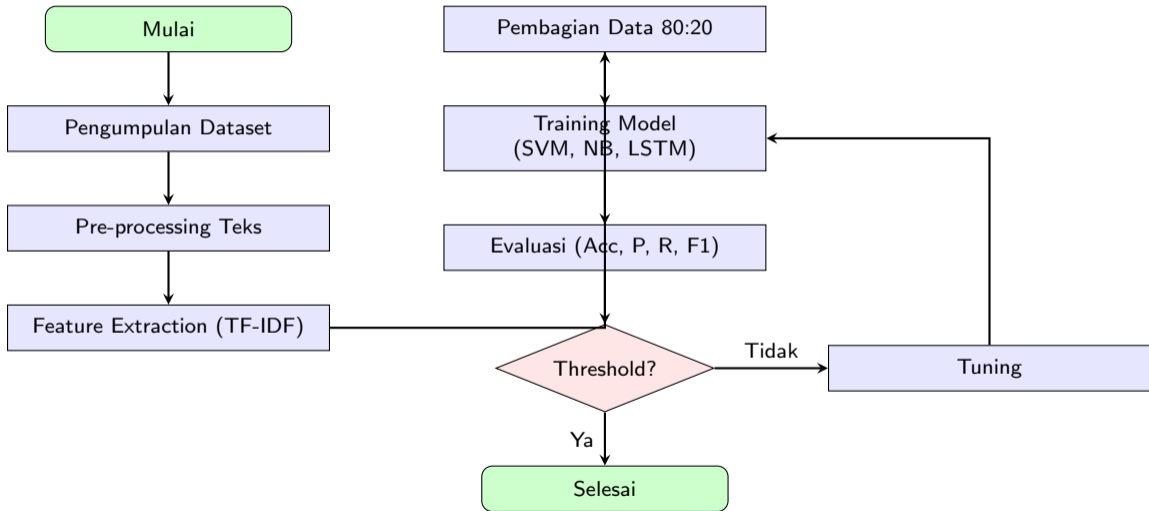 Mulai
Pengumpulan Dataset
Pre-processing Teks
Feature Extraction (TF-IDF)
Pembagian Data 80:20
Training Model
(SVM, NB, LSTM)
Evaluasi (Acc, P, R, F1)
Threshold?
Tidak
Tuning
Ya
Selesai